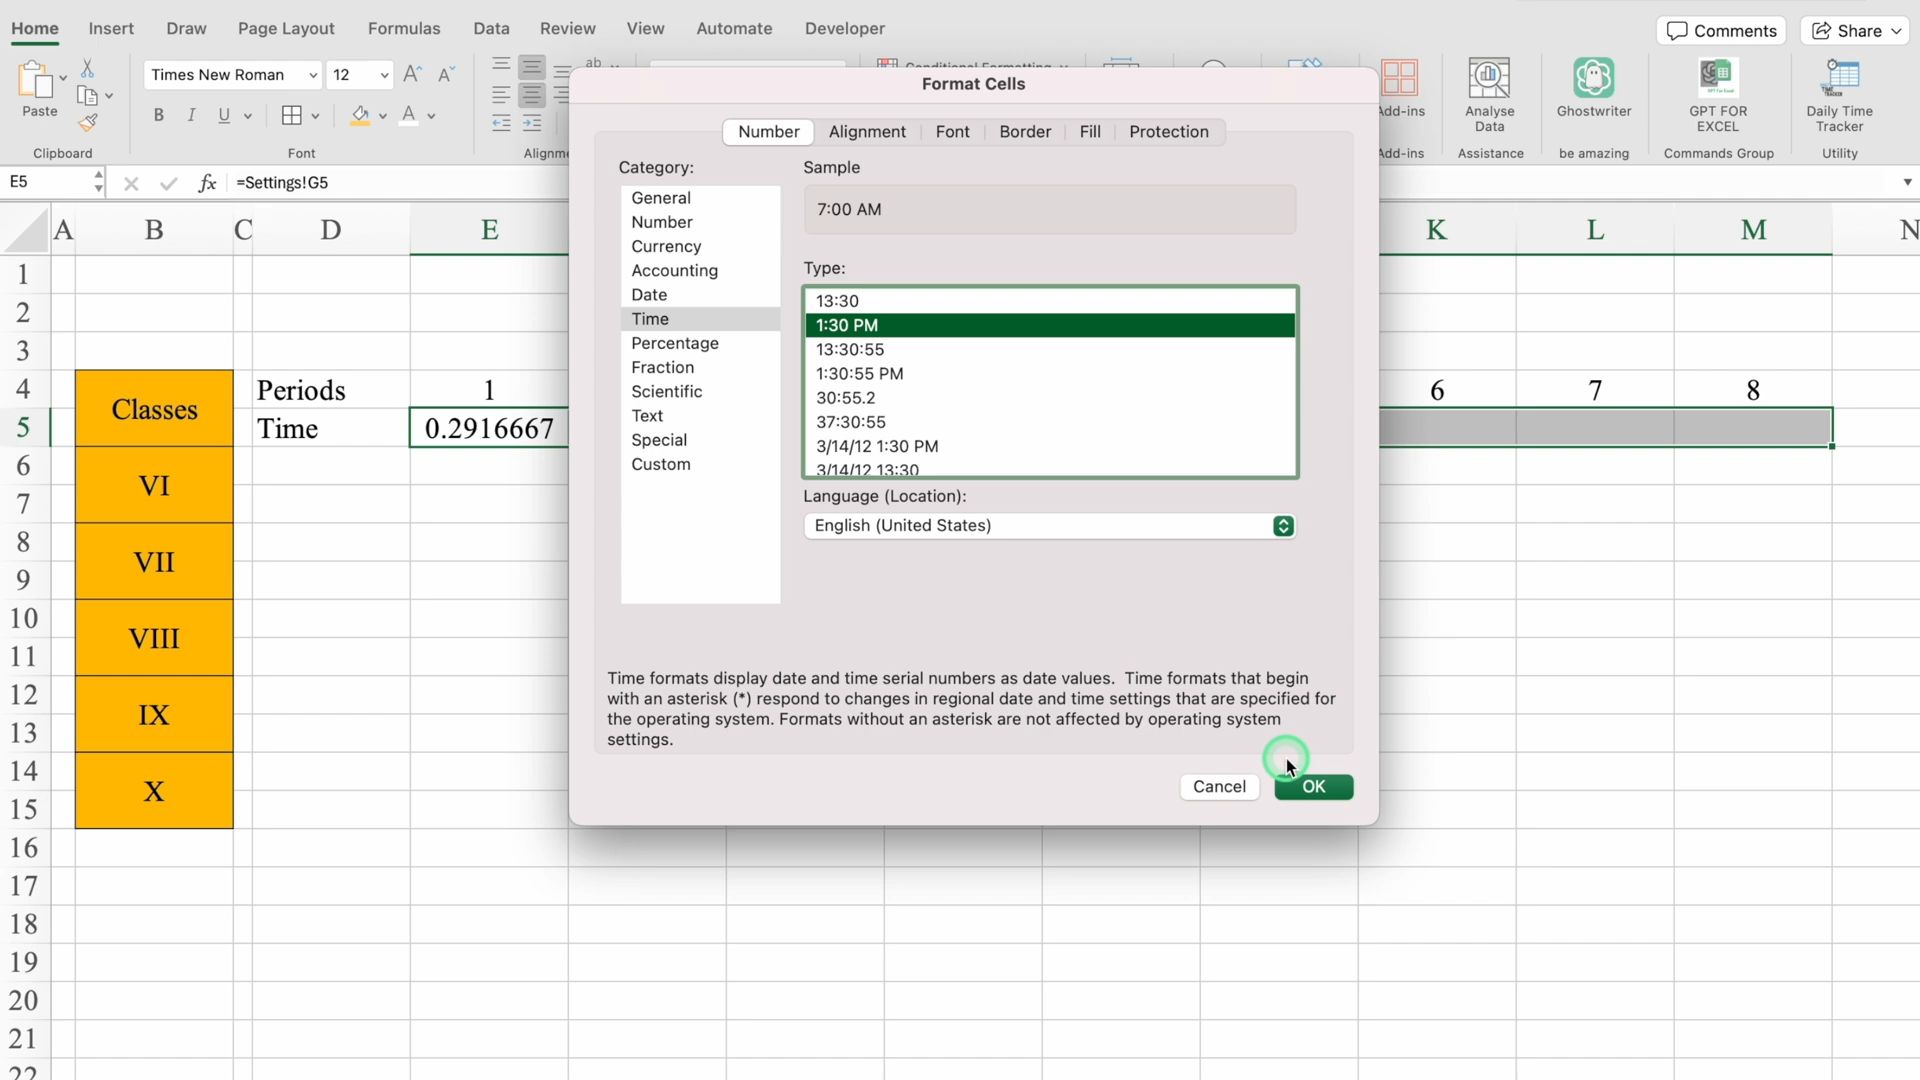 Home Insert Draw Page Layout Formulas Data Review View Automate Developer Comments Share
Times New Roman 12
Paste B I U A
Clipboard Font
ab
Conditional Formatting
Add-ins Analyse Data Ghostwriter GPT FOR EXCEL Daily Time Tracker
Add-ins Assistance be amazing Commands Group Utility
E5 fx =Settings!G5
A B C D E K L M N
1
2
3
4 Classes Periods 1 6 7 8
5 Time 0.2916667
6 VI
7
8 VII
9
10 VIII
11
12 IX
13
14 X
15
16
17
18
19
20
21
22
Format Cells
Number Alignment Font Border Fill Protection
Category:
General
Number
Currency
Accounting
Date
Time
Percentage
Fraction
Scientific
Text
Special
Custom
Sample
7:00 AM
Type:
13:30
1:30 PM
13:30:55
1:30:55 PM
30:55.2
37:30:55
3/14/12 1:30 PM
3/14/12 13:30
Language (Location):
English (United States)
Time formats display date and time serial numbers as date values. Time formats that begin
with an asterisk (*) respond to changes in regional date and time settings that are specified for
the operating system. Formats without an asterisk are not affected by operating system
settings.
Cancel OK